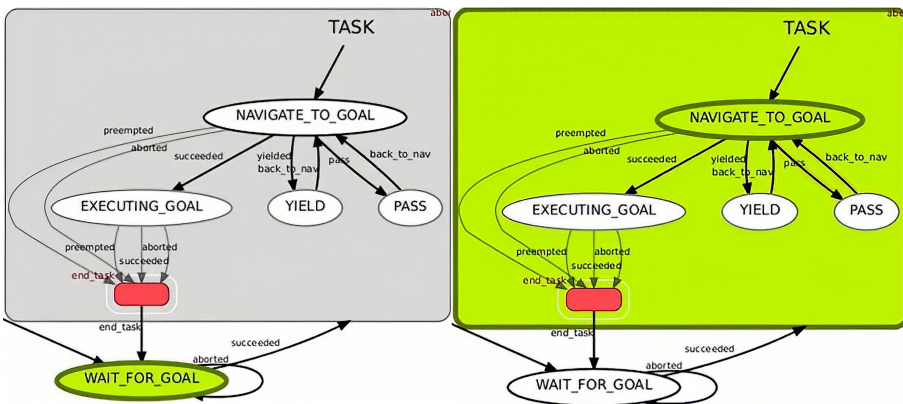 abor
TASK
NAVIGATE_TO_GOAL
preempted
aborted
succeeded
yielded
back_to_nav
pass
back_to_nav
EXECUTING_GOAL
YIELD
PASS
preempted
aborted
succeeded
end_task
end_task
succeeded
aborted
WAIT_FOR_GOAL
abo
TASK
NAVIGATE_TO_GOAL
preempted
aborted
succeeded
yielded
back_to_nav
pass
back_to_nav
EXECUTING_GOAL
YIELD
PASS
preempted
aborted
succeeded
end_task
end_task
succeeded
aborted
WAIT_FOR_GOAL